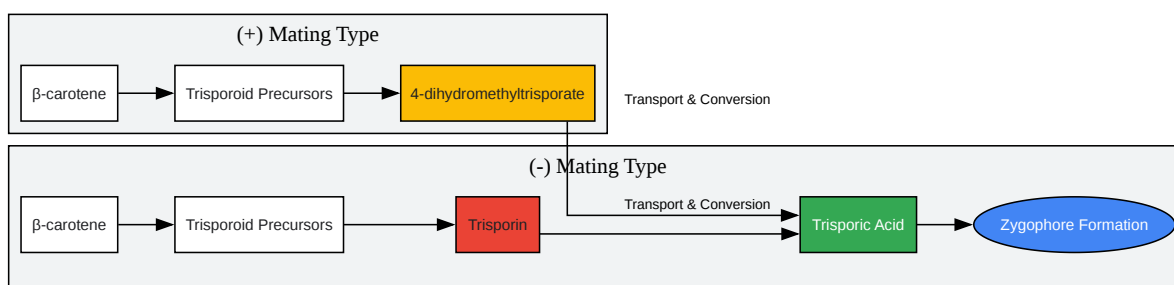 (+) Mating Type
β-carotene
Trisporoid Precursors
4-dihydromethyltrisporate
Transport & Conversion
(-) Mating Type
β-carotene
Trisporoid Precursors
Trisporin
Transport & Conversion
Trisporic Acid
Zygophore Formation